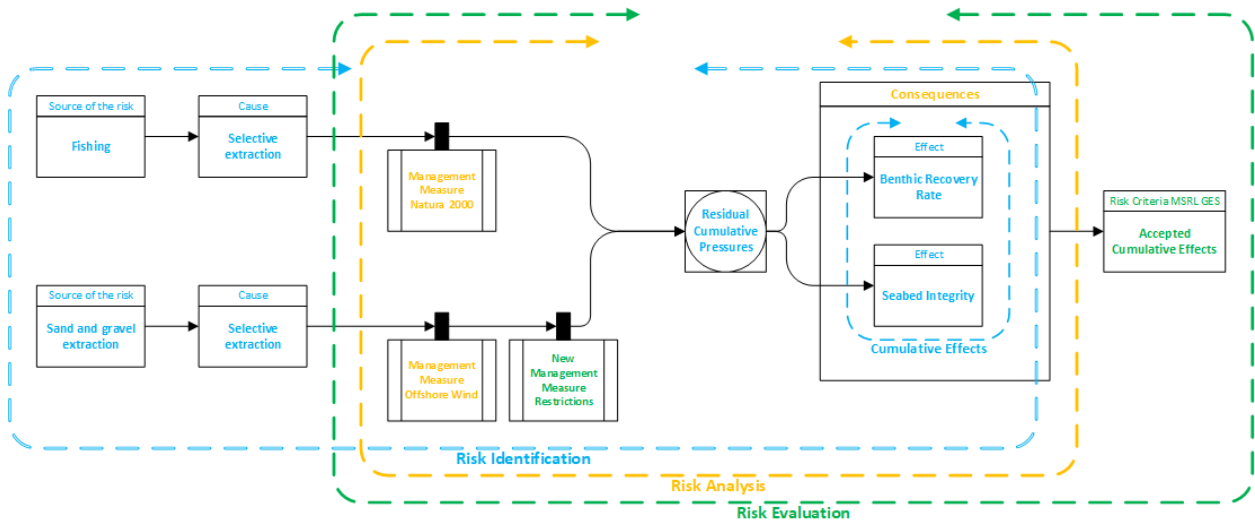 Source of the risk
Fishing
Cause
Selective
extraction
Management
Measure
Natura 2000
Source of the risk
Sand and gravel
extraction
Cause
Selective
extraction
Management
Measure
Offshore Wind
New
Management
Measure
Restrictions
Residual
Cumulative
Pressures
Consequences
Effect
Benthic Recovery
Rate
Effect
Seabed Integrity
Cumulative Effects
Risk Criteria MSRL GES
Accepted
Cumulative Effects
Risk Identification
Risk Analysis
Risk Evaluation